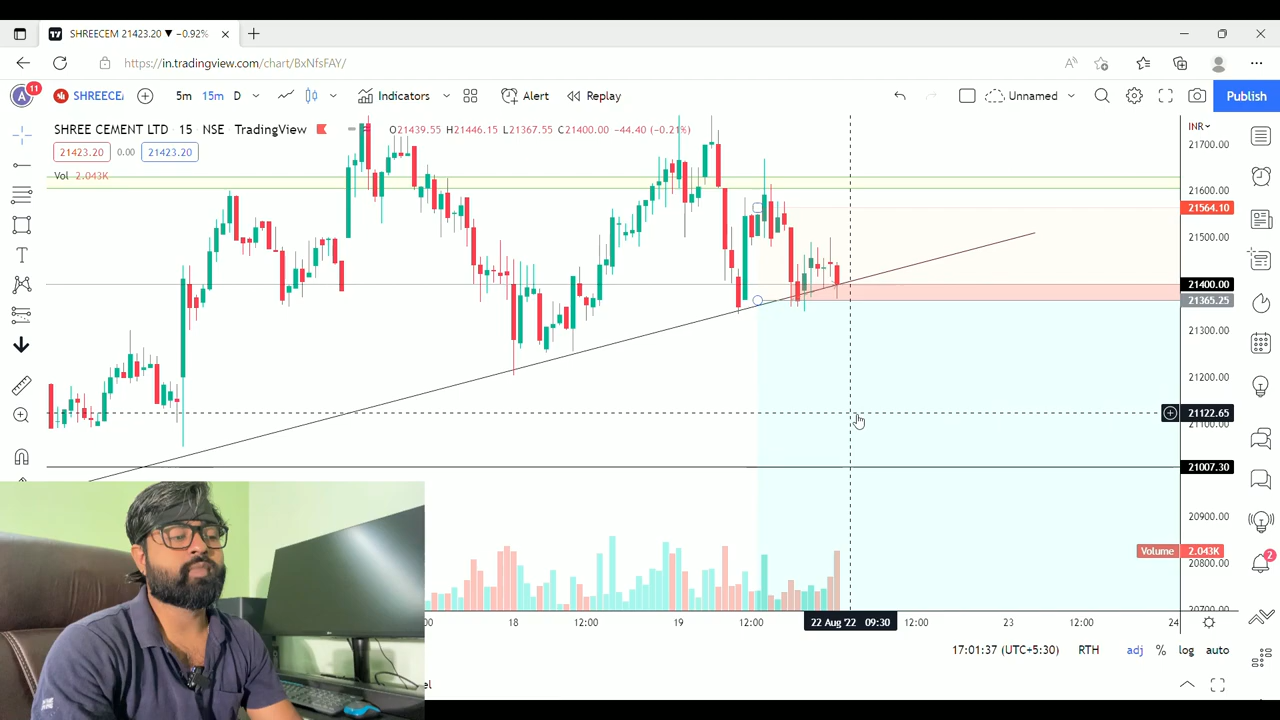 SHREECEM 21423.20 ▼ −0.92%
https://in.tradingview.com/chart/BxNfsFAY/
A 11 SHREECE 5m 15m D Indicators Alert Replay Unnamed Publish
SHREE CEMENT LTD · 15 · NSE · TradingView O21439.55 H21446.15 L21367.55 C21400.00 −44.40 (−0.21%)
21423.20 0.00 21423.20
Vol 2.043K
INR
21700.00
21600.00
21564.10
21500.00
21400.00
21365.25
21300.00
21200.00
21122.65
21100.00
21007.30
20900.00
Volume 2.043K
2
20800.00
20700.00
:00 18 12:00 19 12:00 22 Aug '22 09:30 12:00 23 12:00 24
17:01:37 (UTC+5:30) RTH adj % log auto